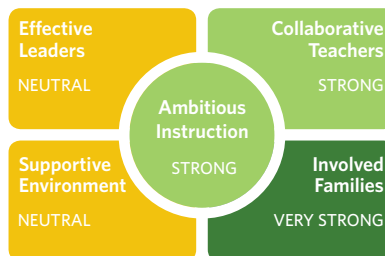 Effective
Leaders
NEUTRAL
Collaborative
Teachers
STRONG
Ambitious
Instruction
STRONG
Supportive
Environment
NEUTRAL
Involved
Families
VERY STRONG